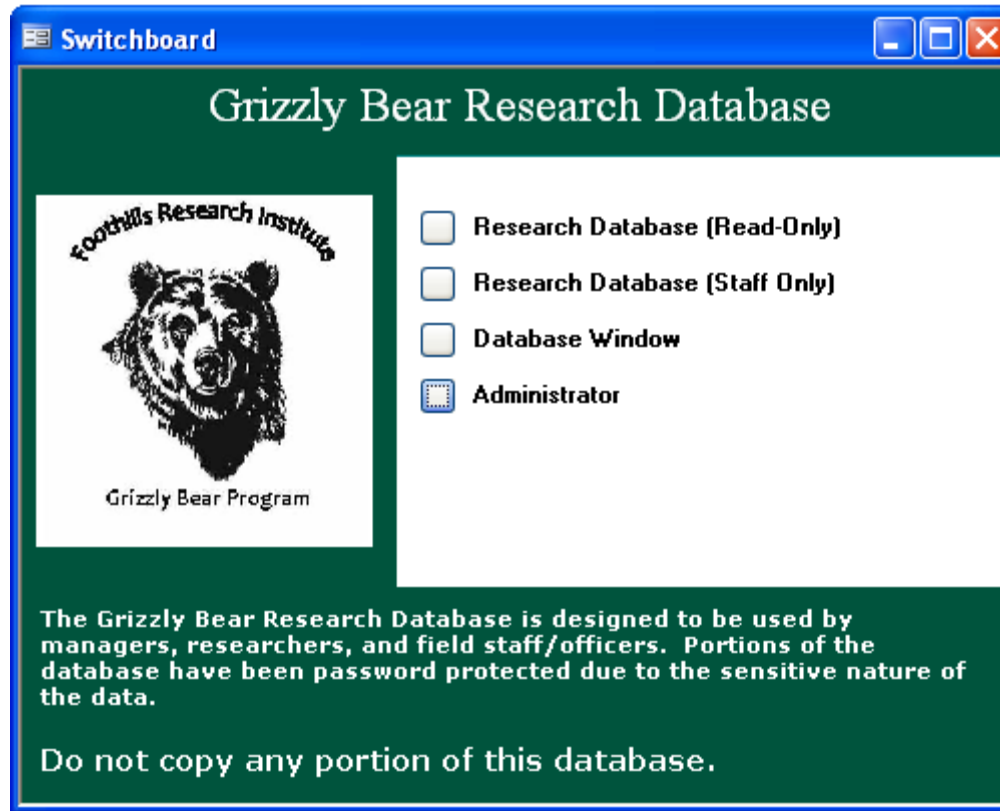 Switchboard
Grizzly Bear Research Database
Foothills Research Institute
Grizzly Bear Program
Research Database (Read-Only)
Research Database (Staff Only)
Database Window
Administrator
The Grizzly Bear Research Database is designed to be used by
managers, researchers, and field staff/officers.  Portions of the
database have been password protected due to the sensitive nature of
the data.
Do not copy any portion of this database.